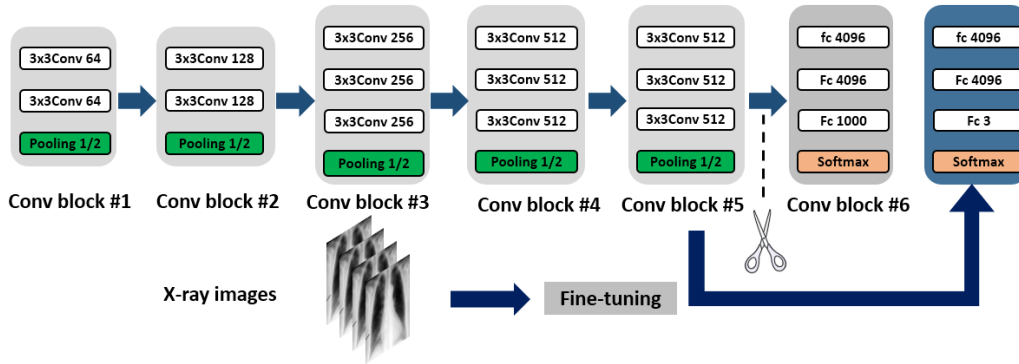 3x3Conv 64
3x3Conv 64
Pooling 1/2
Conv block #1
3x3Conv 128
3x3Conv 128
Pooling 1/2
Conv block #2
3x3Conv 256
3x3Conv 256
3x3Conv 256
Pooling 1/2
Conv block #3
3x3Conv 512
3x3Conv 512
3x3Conv 512
Pooling 1/2
Conv block #4
3x3Conv 512
3x3Conv 512
3x3Conv 512
Pooling 1/2
Conv block #5
fc 4096
Fc 4096
Fc 1000
Softmax
Conv block #6
fc 4096
Fc 4096
Fc 3
Softmax
X-ray images
Fine-tuning